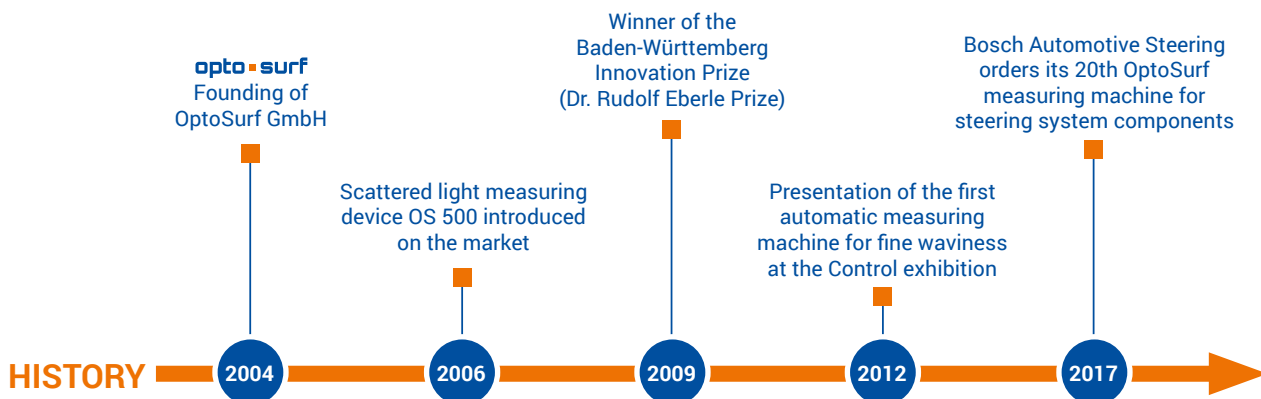 opto surf
Founding of
OptoSurf GmbH
Scattered light measuring
device OS 500 introduced
on the market
Winner of the
Baden-Württemberg
Innovation Prize
(Dr. Rudolf Eberle Prize)
Presentation of the first
automatic measuring
machine for fine waviness
at the Control exhibition
Bosch Automotive Steering
orders its 20th OptoSurf
measuring machine for
steering system components
HISTORY
2004
2006
2009
2012
2017